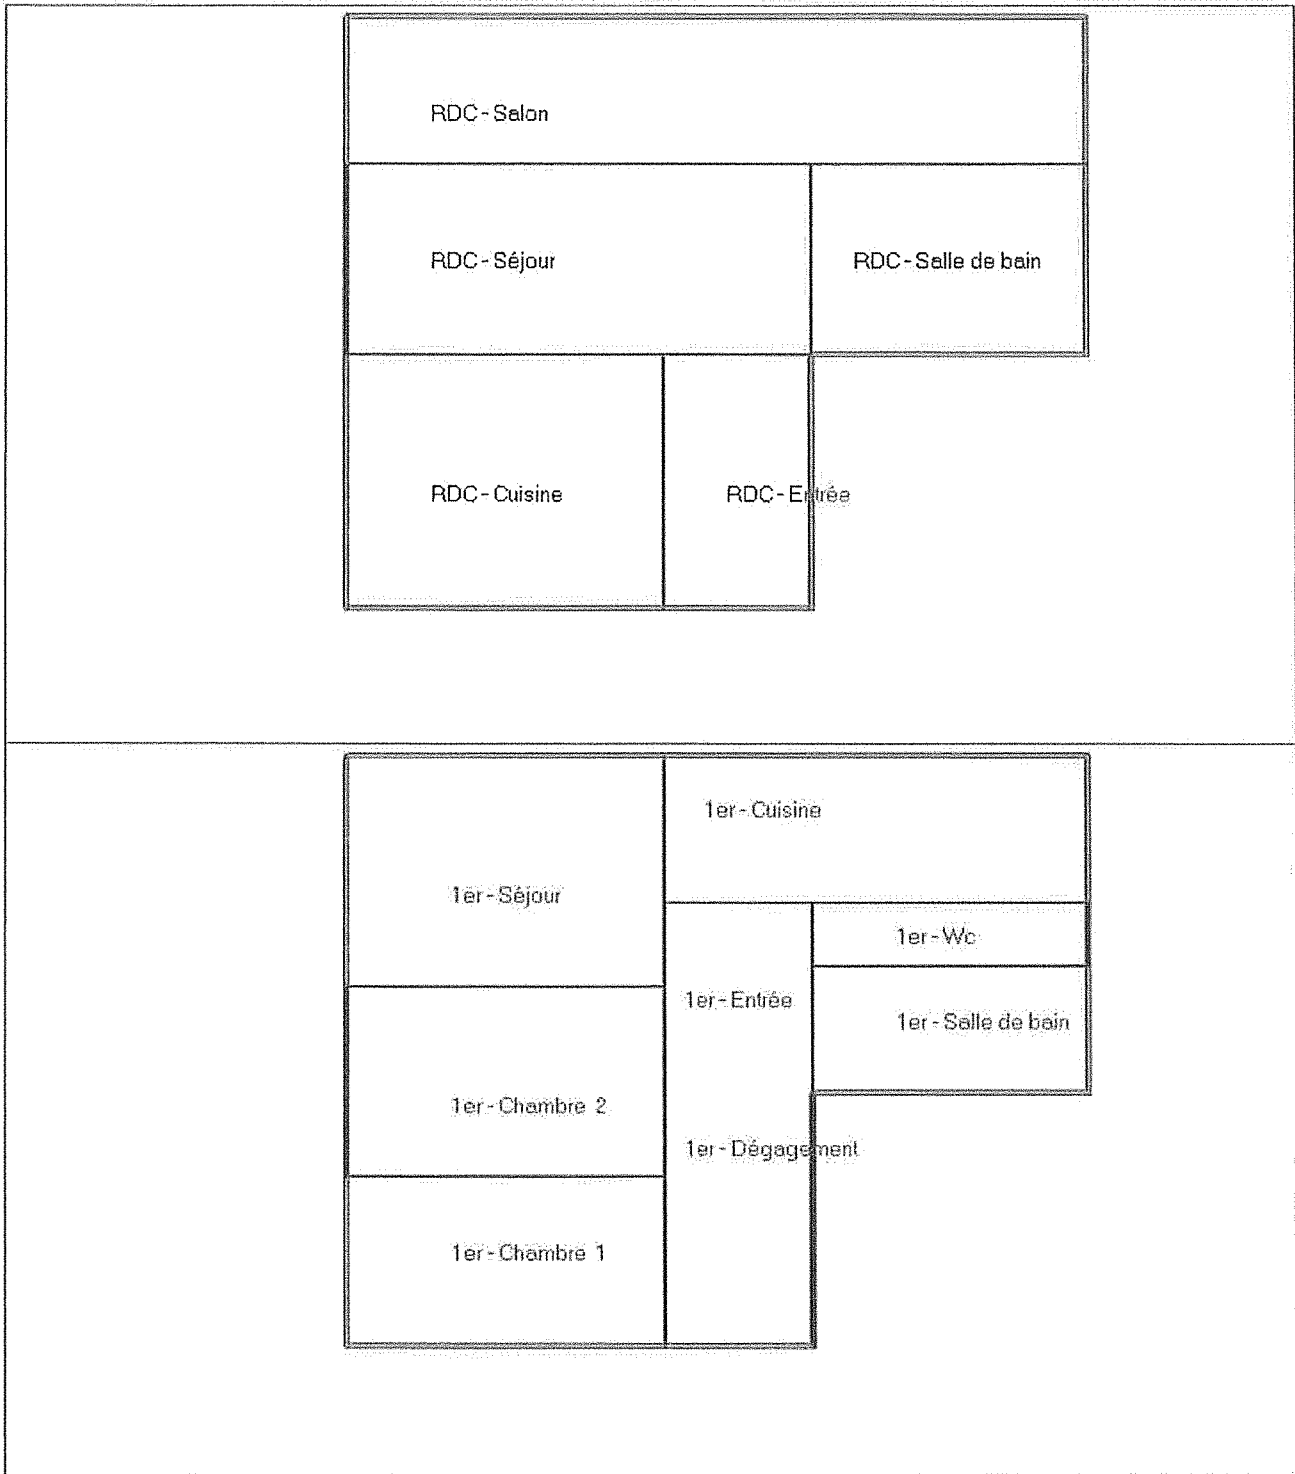 RDC-Salon
RDC-Séjour
RDC-Salle de bain
RDC-Cuisine
RDC-Entrée
1er-Cuisine
1er-Séjour
1er-Wc
1er-Entrée
1er-Salle de bain
1er-Chambre 2
1er-Dégagement
1er-Chambre 1